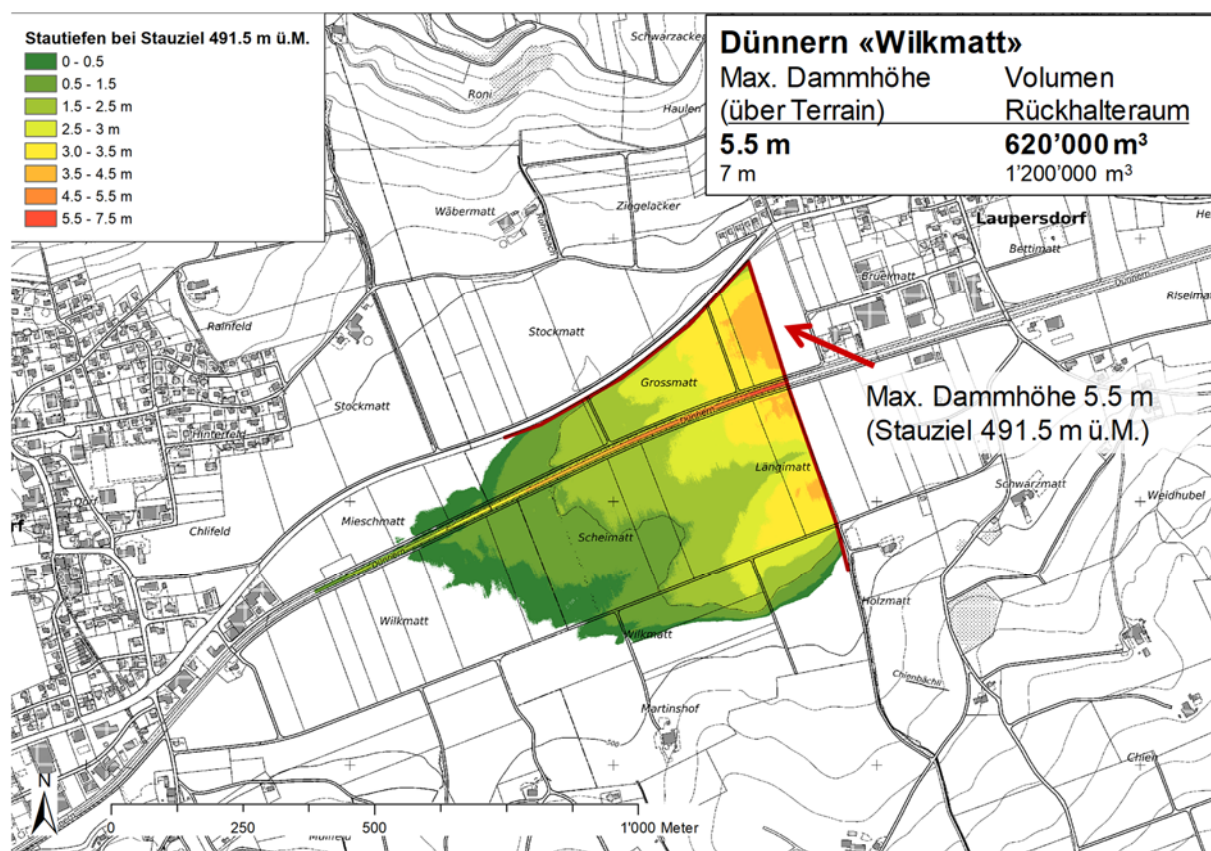 Stautiefen bei Stauziel 491.5 m ü.M.
0 - 0.5
0.5 - 1.5
1.5 - 2.5 m
2.5 - 3 m
3.0 - 3.5 m
3.5 - 4.5 m
4.5 - 5.5 m
5.5 - 7.5 m
Dünnern «Wilkmatt»
Max. Dammhöhe Volumen
(über Terrain) Rückhalteraum
5.5 m 620’000 m³
7 m 1’200’000 m³
Schwarzacker
Roni
Haulen
Wäbermatt
Ziegelacker
Laupersdorf
Bettimatt
Brüelmatt
Dünnern
Rainfeld
Stockmatt
Grossmatt
Max. Dammhöhe 5.5 m
(Stauziel 491.5 m ü.M.)
Stockmatt
Hinterfeld
Dünnern
Längimatt
Schwarzmatt
Weidhubel
Dorf
Chlifeld
Mieschmatt
Scheimatt
Dünnern
Wilkmatt
Wilkmatt
Holzmatt
Chienbächli
Martinshof
500
Chien
N
0 250 500 1'000 Meter